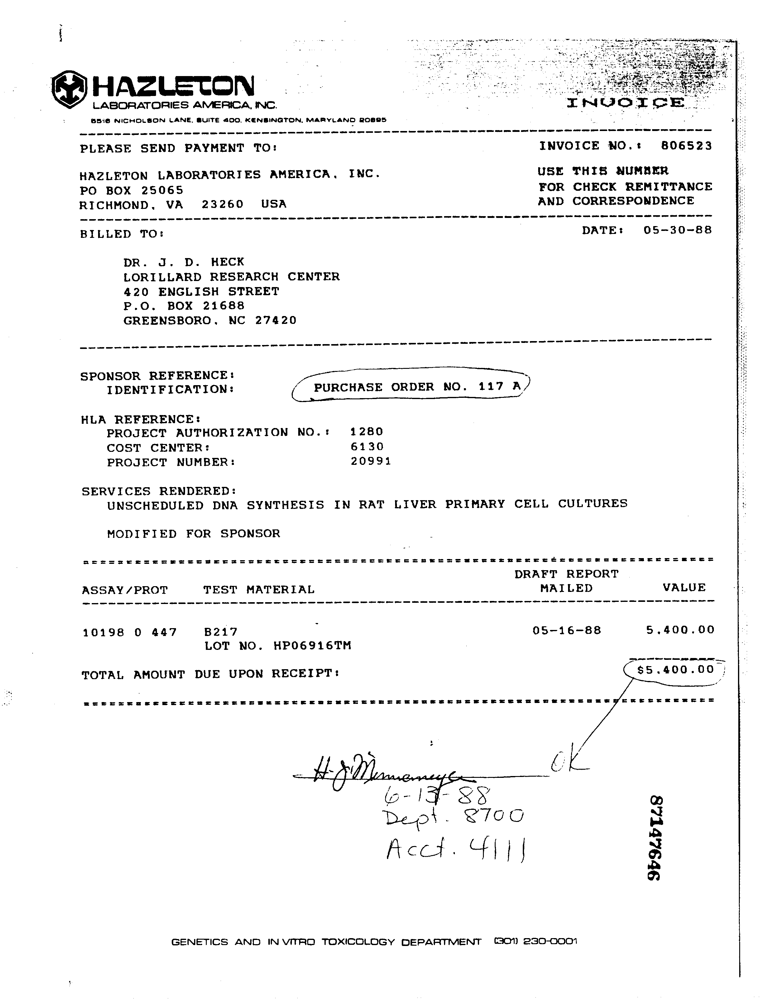 HAZLETON
LABORATORIES AMERICA, INC.
5516 NICHOLSON LANE, SUITE 400, KENSINGTON, MARYLAND 20895
INVOICE
PLEASE SEND PAYMENT TO:
INVOICE NO.: 806523
HAZLETON LABORATORIES AMERICA, INC.
PO BOX 25065
RICHMOND, VA 23260 USA
USE THIS NUMBER
FOR CHECK REMITTANCE
AND CORRESPONDENCE
BILLED TO:
DATE: 05-30-88
DR. J. D. HECK
LORILLARD RESEARCH CENTER
420 ENGLISH STREET
P.O. BOX 21688
GREENSBORO, NC 27420
SPONSOR REFERENCE:
IDENTIFICATION: PURCHASE ORDER NO. 117 A
HLA REFERENCE:
PROJECT AUTHORIZATION NO.: 1280
COST CENTER: 6130
PROJECT NUMBER: 20991
SERVICES RENDERED:
UNSCHEDULED DNA SYNTHESIS IN RAT LIVER PRIMARY CELL CULTURES
MODIFIED FOR SPONSOR
DRAFT REPORT
ASSAY/PROT TEST MATERIAL MAILED VALUE
10198 0 447 B217 05-16-88 5,400.00
LOT NO. HP06916TM
TOTAL AMOUNT DUE UPON RECEIPT: $5,400.00
OK
6-13-88
Dept. 8700
Acct. 4111
87147646
GENETICS AND IN VITRO TOXICOLOGY DEPARTMENT (301) 230-0001